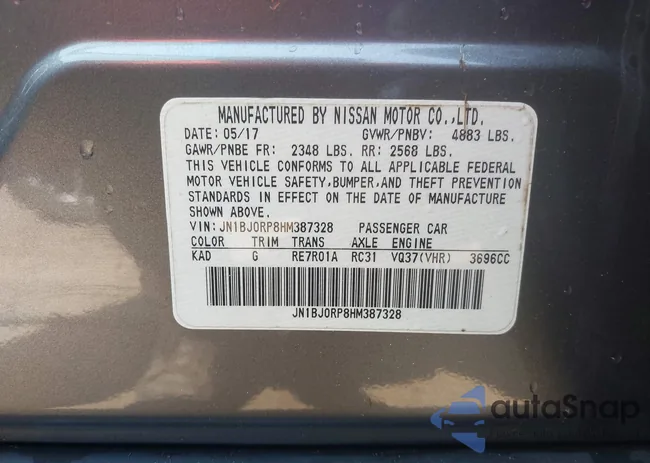 MANUFACTURED BY NISSAN MOTOR CO.,LTD.
DATE: 05/17 GVWR/PNBV: 4883 LBS.
GAWR/PNBE FR: 2348 LBS. RR: 2568 LBS.
THIS VEHICLE CONFORMS TO ALL APPLICABLE FEDERAL
MOTOR VEHICLE SAFETY,BUMPER,AND THEFT PREVENTION
STANDARDS IN EFFECT ON THE DATE OF MANUFACTURE
SHOWN ABOVE.
VIN: JN1BJ0RP8HM387328 PASSENGER CAR
COLOR TRIM TRANS AXLE ENGINE
KAD G RE7R01A RC31 VQ37(VHR) 3696CC
JN1BJ0RP8HM387328
autaSnap